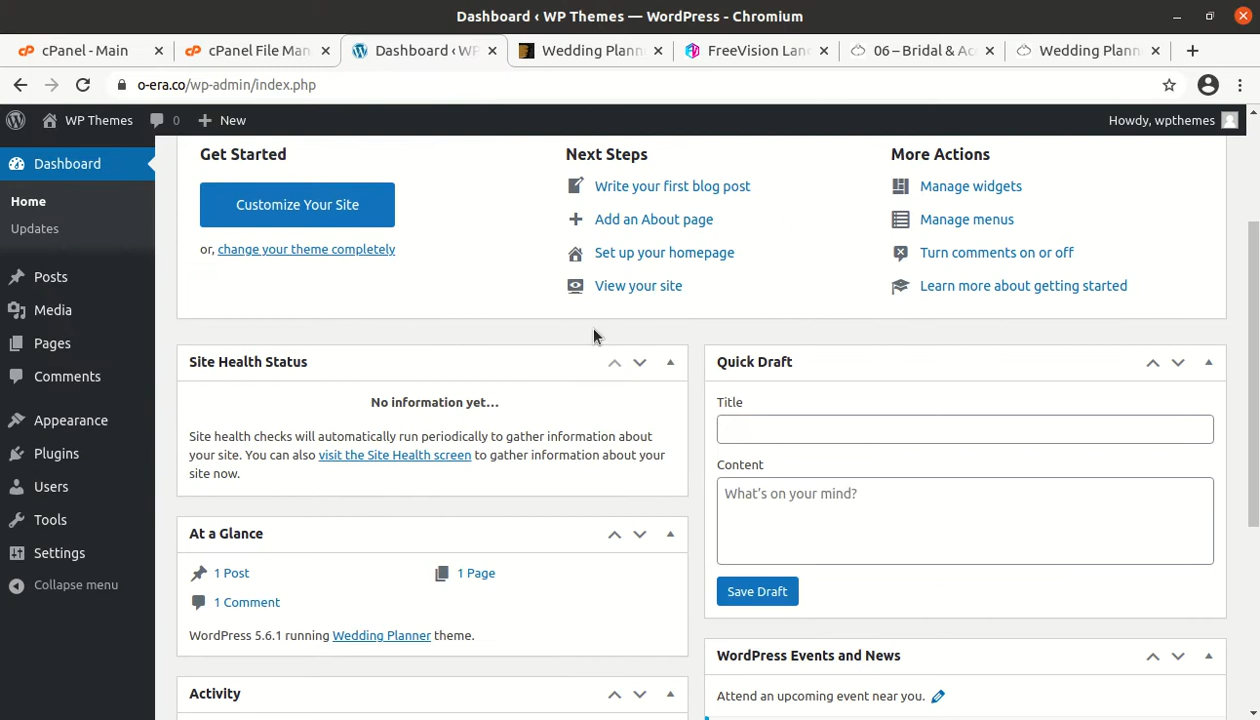 Dashboard ‹ WP Themes — WordPress - Chromium
cPanel - Main
cPanel File Man
Dashboard ‹ WP
Wedding Plann
FreeVision Lan
06 – Bridal & Ac
Wedding Plann
o-era.co/wp-admin/index.php
WP Themes
0
New
Howdy, wpthemes
Dashboard
Home
Updates
Posts
Media
Pages
Comments
Appearance
Plugins
Users
Tools
Settings
Collapse menu
Get Started
Customize Your Site
or, change your theme completely
Next Steps
Write your first blog post
Add an About page
Set up your homepage
View your site
More Actions
Manage widgets
Manage menus
Turn comments on or off
Learn more about getting started
Site Health Status
No information yet…
Site health checks will automatically run periodically to gather information about
your site. You can also visit the Site Health screen to gather information about your
site now.
At a Glance
1 Post
1 Page
1 Comment
WordPress 5.6.1 running Wedding Planner theme.
Activity
Quick Draft
Title
Content
What's on your mind?
Save Draft
WordPress Events and News
Attend an upcoming event near you.